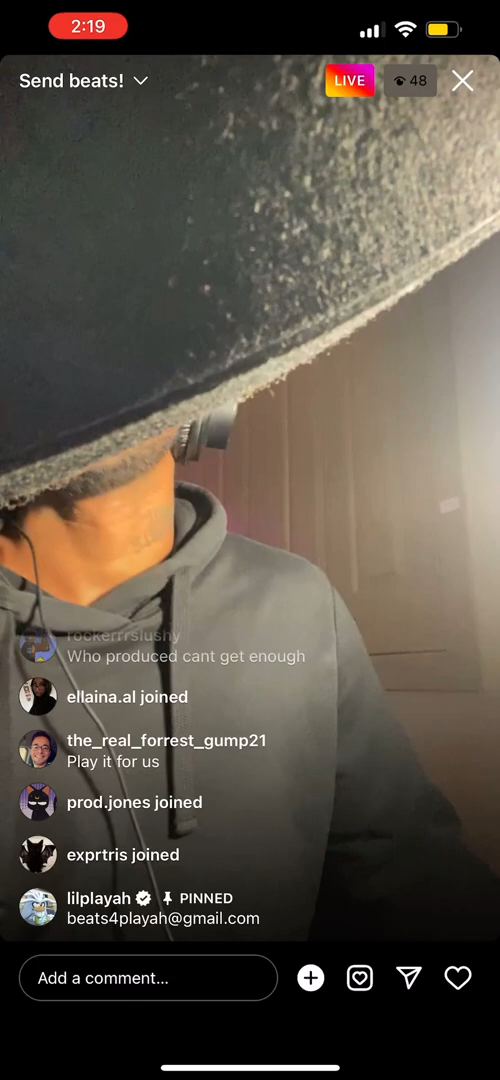 2:19
Send beats!
LIVE
48
rockerrrslushy
Who produced cant get enough
ellaina.al joined
the_real_forrest_gump21
Play it for us
prod.jones joined
exprtris joined
lilplayah PINNED
beats4playah@gmail.com
Add a comment...